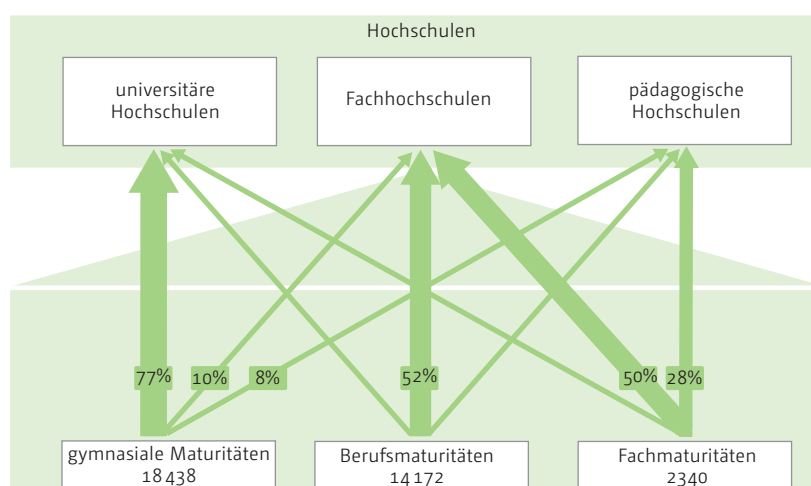 Hochschulen
universitäre
Hochschulen
Fachhochschulen
pädagogische
Hochschulen
77%
10%
8%
52%
50%
28%
gymnasiale Maturitäten
18 438
Berufsmaturitäten
14 172
Fachmaturitäten
2340